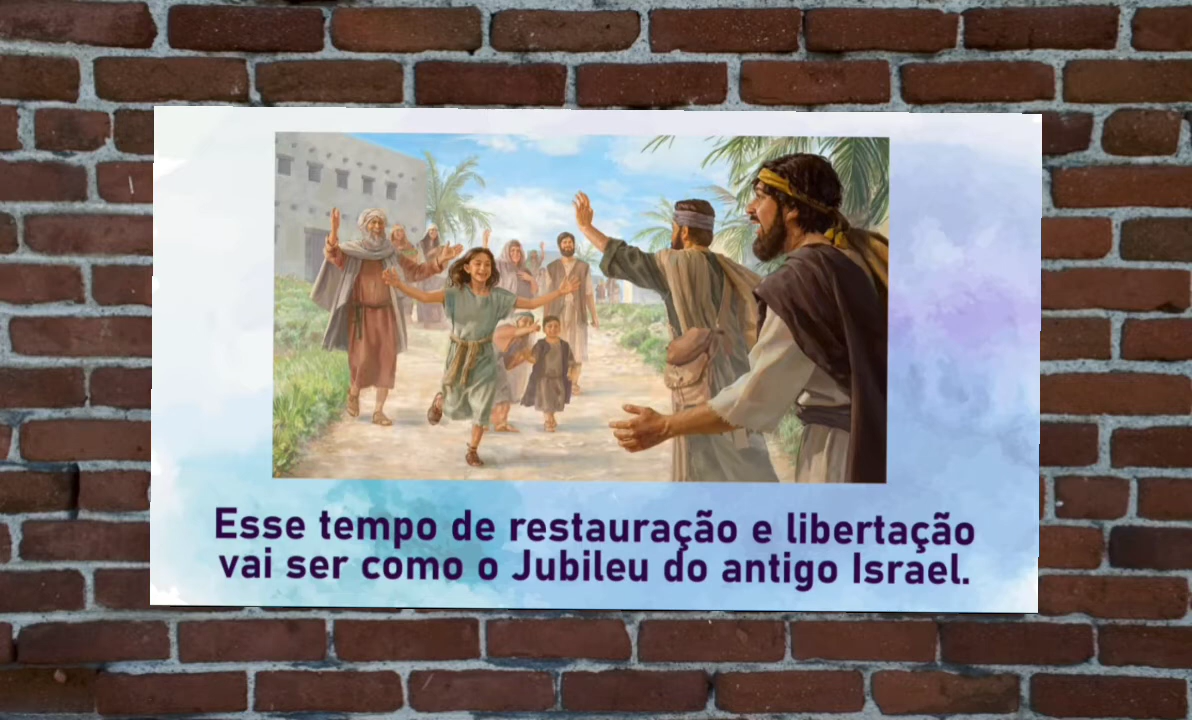 Esse tempo de restauração e libertação
vai ser como o Jubileu do antigo Israel.